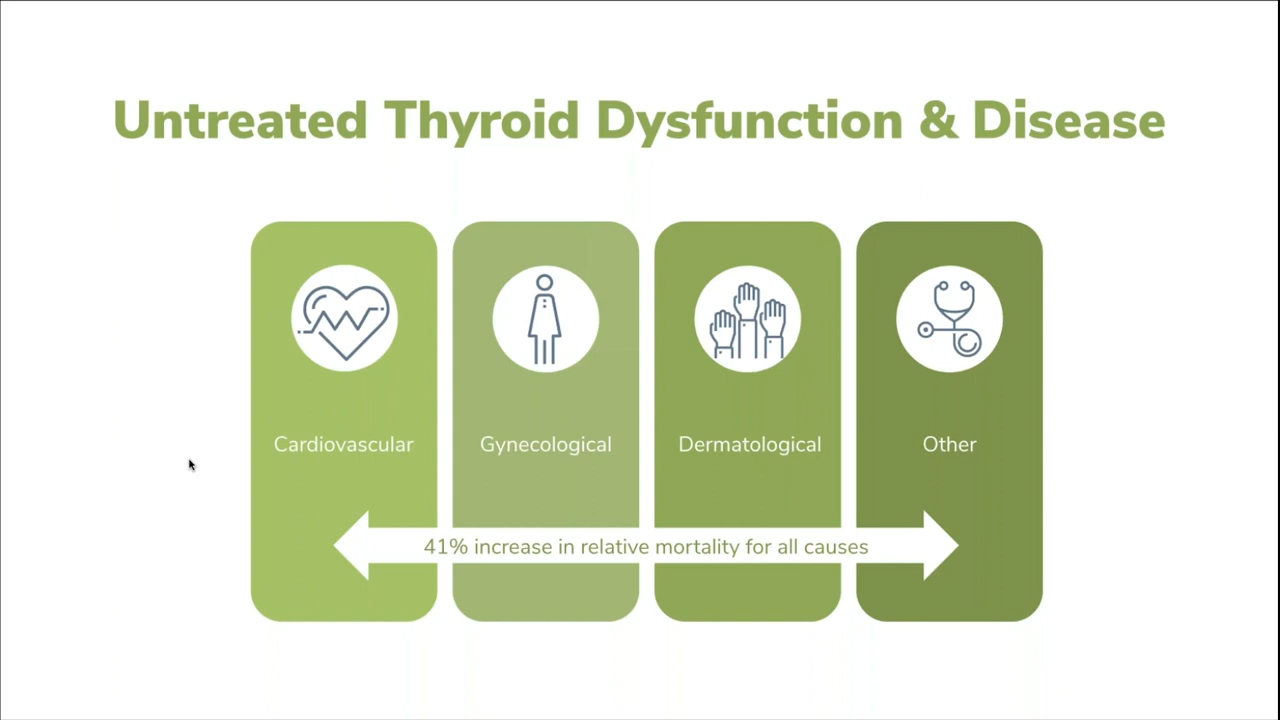 Untreated Thyroid Dysfunction & Disease
Cardiovascular
Gynecological
Dermatological
Other
41% increase in relative mortality for all causes